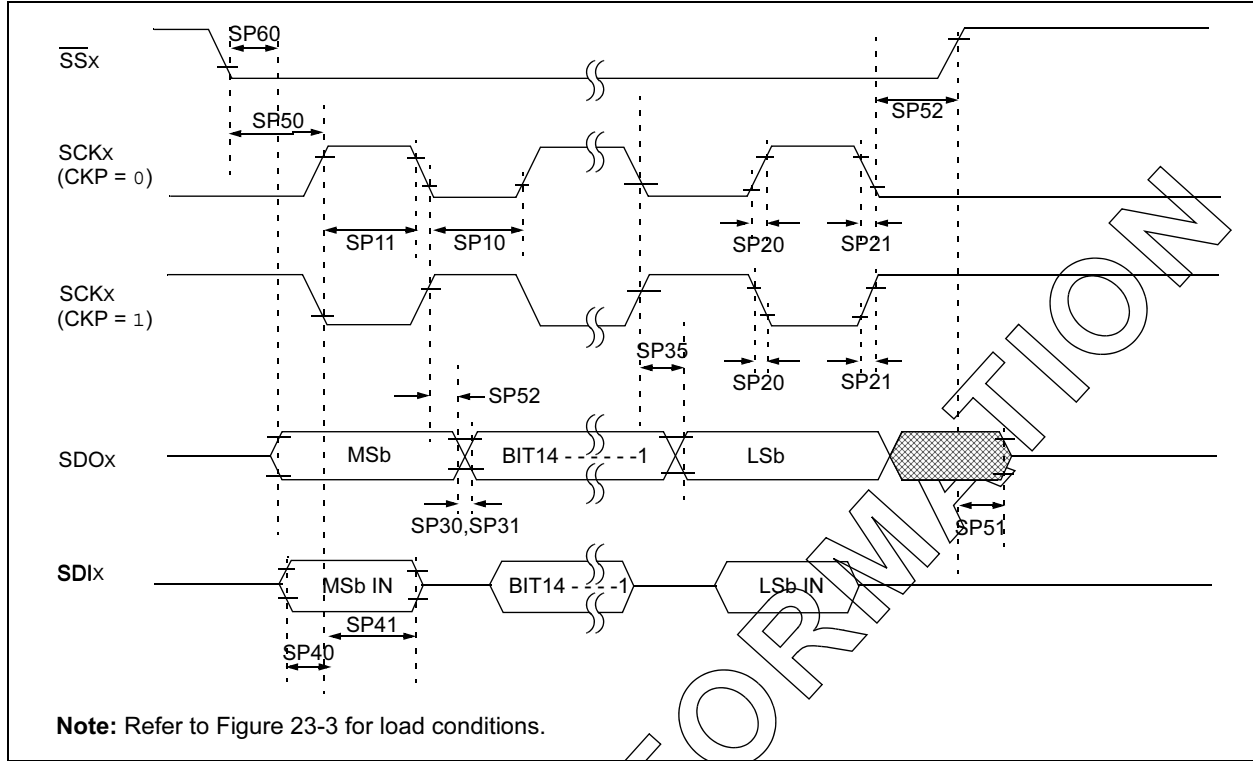 SP60
SSX
SP52
SP50
SCKX
(CKP = 0)
SP11 SP10 SP20 SP21
SCKX
(CKP = 1)
SP35
SP20 SP21
SP52
SDOX MSb BIT14 - - - - - -1 LSb
SP30,SP31 SP51
SDIX MSb IN BIT14 - - - -1 LSb IN
SP41
SP40
Note: Refer to Figure 23-3 for load conditions.
FORMATION